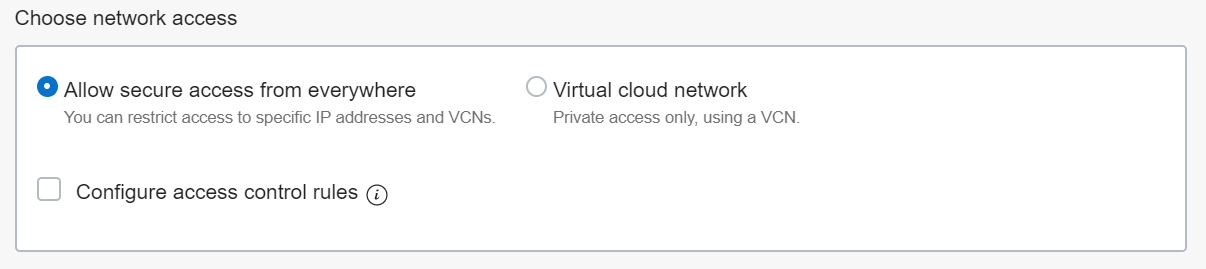 Choose network access
Allow secure access from everywhere
You can restrict access to specific IP addresses and VCNs.
Virtual cloud network
Private access only, using a VCN.
Configure access control rules i